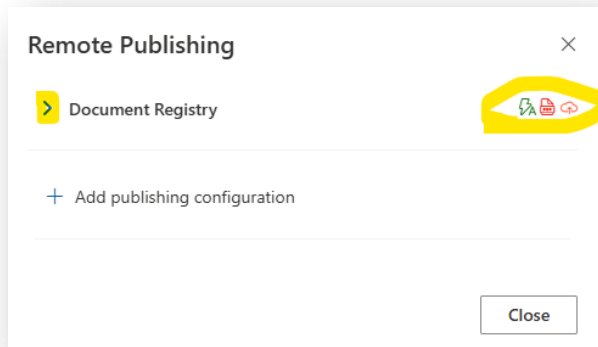 Remote Publishing
Document Registry
Add publishing configuration
Close